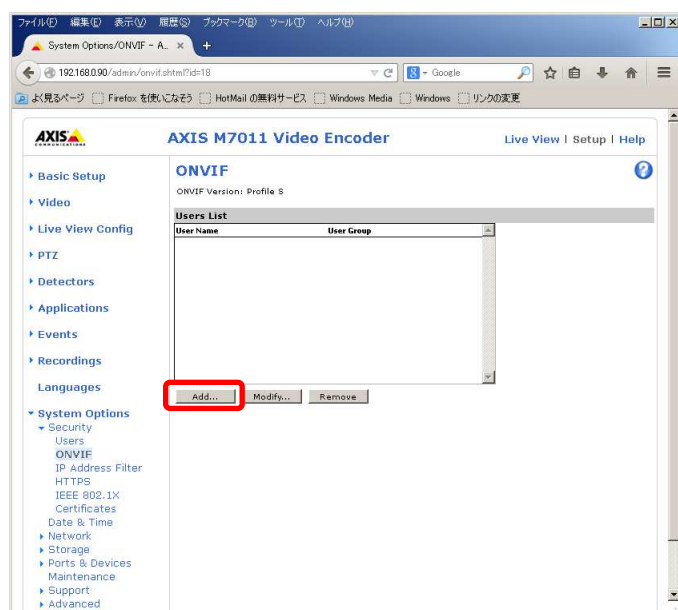 ファイル(F) 編集(E) 表示(V) 履歴(S) ブックマーク(B) ツール(T) ヘルプ(H)
System Options/ONVIF - A... × +
192.168.0.90/admin/onvif.shtml?id=18
8 - Google
よく見るページ Firefox を使いこなそう HotMail の無料サービス Windows Media Windows リンクの変更
AXIS
COMMUNICATIONS
AXIS M7011 Video Encoder
Live View | Setup | Help
Basic Setup
Video
Live View Config
PTZ
Detectors
Applications
Events
Recordings
Languages
System Options
Security
Users
ONVIF
IP Address Filter
HTTPS
IEEE 802.1X
Certificates
Date & Time
Network
Storage
Ports & Devices
Maintenance
Support
Advanced
ONVIF
?
ONVIF Version: Profile S
Users List
User Name User Group
Add... Modify... Remove